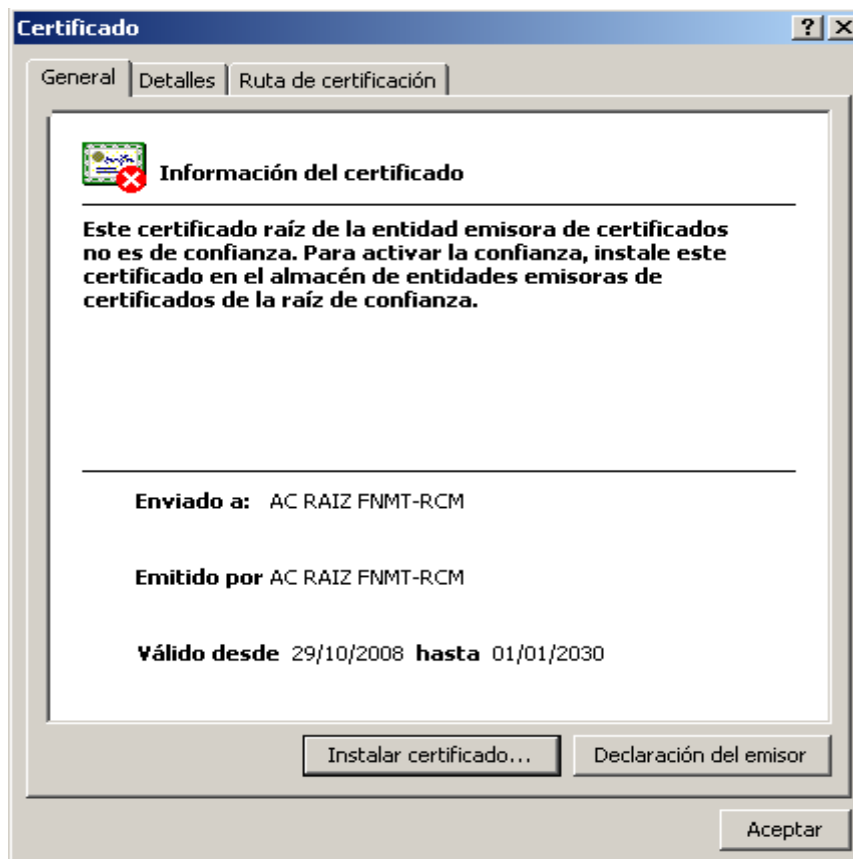 Certificado
General Detalles Ruta de certificación
Información del certificado
Este certificado raíz de la entidad emisora de certificados
no es de confianza. Para activar la confianza, instale este
certificado en el almacén de entidades emisoras de
certificados de la raíz de confianza.
Enviado a: AC RAIZ FNMT-RCM
Emitido por AC RAIZ FNMT-RCM
Válido desde 29/10/2008 hasta 01/01/2030
Instalar certificado... Declaración del emisor
Aceptar